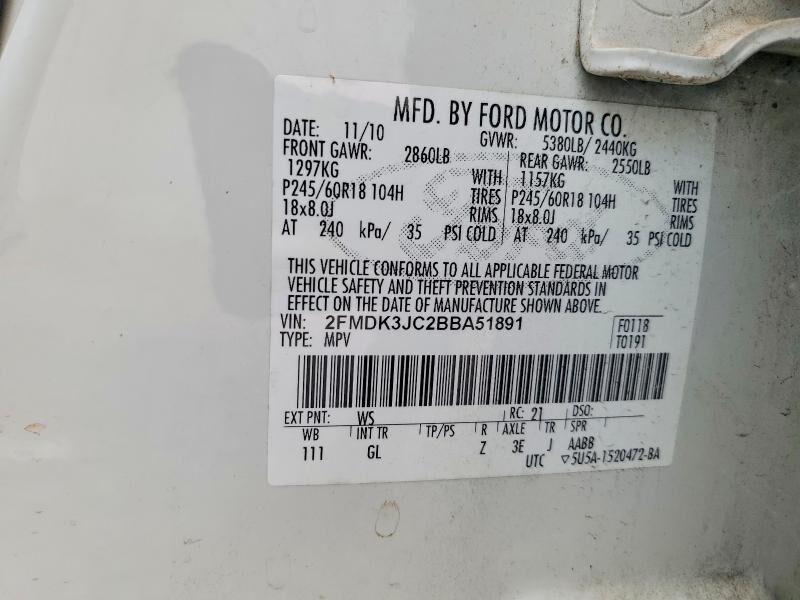 MFD. BY FORD MOTOR CO.
DATE: 11/10 GVWR: 5380LB/ 2440KG
FRONT GAWR: 2860LB REAR GAWR: 2550LB
1297KG WITH 1157KG WITH
P245/60R18 104H TIRES P245/60R18 104H TIRES
18x8.0J RIMS 18x8.0J RIMS
AT 240 kPa/ 35 PSI COLD AT 240 kPa/ 35 PSI COLD
THIS VEHICLE CONFORMS TO ALL APPLICABLE FEDERAL MOTOR
VEHICLE SAFETY AND THEFT PREVENTION STANDARDS IN
EFFECT ON THE DATE OF MANUFACTURE SHOWN ABOVE.
VIN: 2FMDK3JC2BBA51891 F0118
TYPE: MPV T0191
EXT PNT: WS RC: 21 DSO:
WB INT TR TP/PS R AXLE TR SPR
111 GL Z 3E J AABB
UTC ▽5U5A-1520472-BA